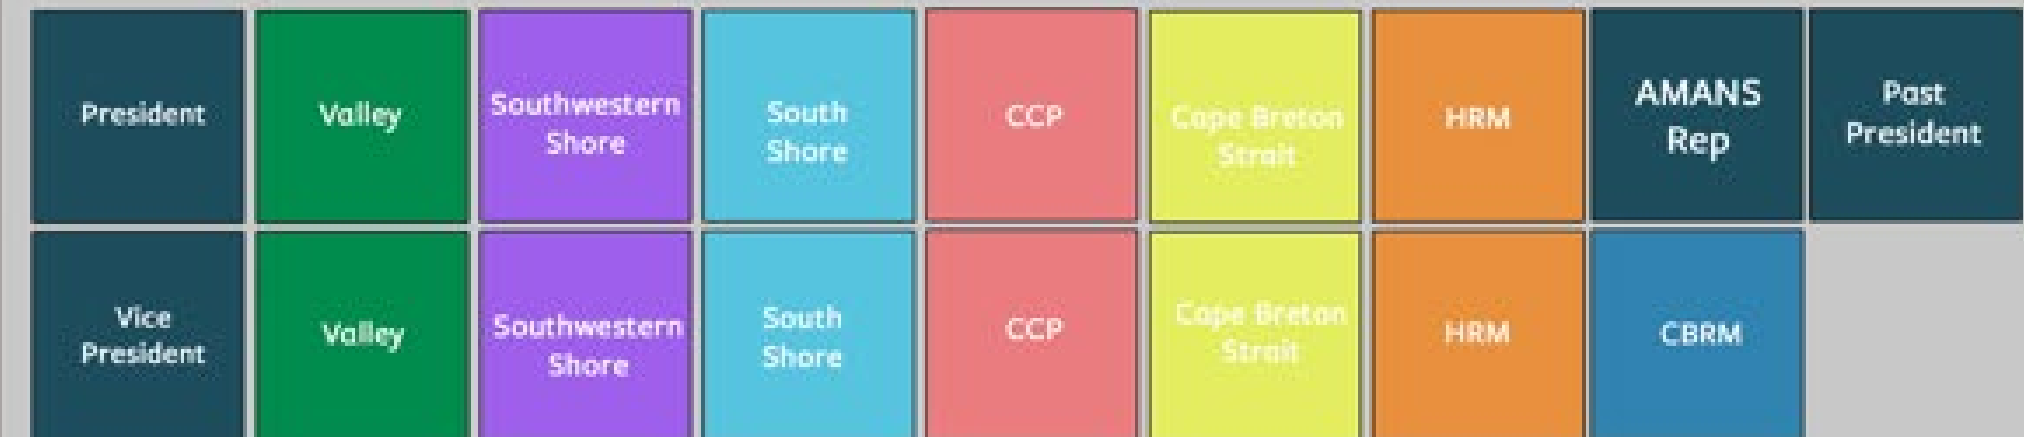 President
Valley
Southwestern
Shore
South
Shore
CCP
Cape Breton
Strait
HRM
AMANS
Rep
Past
President
Vice
President
Valley
Southwestern
Shore
South
Shore
CCP
Cape Breton
Strait
HRM
CBRM